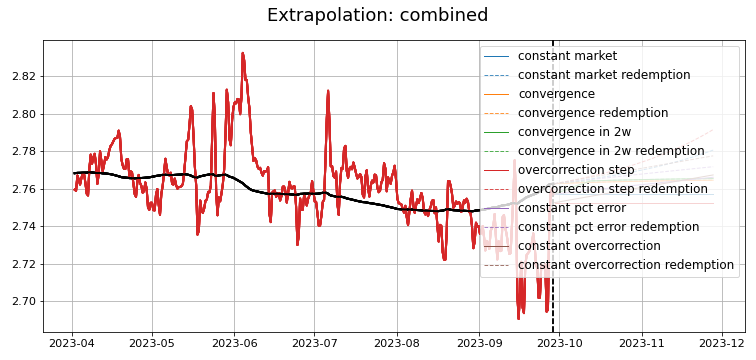 Extrapolation: combined
2.82
2.80
2.78
2.76
2.74
2.72
2.70
constant market
constant market redemption
convergence
convergence redemption
convergence in 2w
convergence in 2w redemption
overcorrection step
overcorrection step redemption
constant pct error
constant pct error redemption
constant overcorrection
constant overcorrection redemption
2023-04 2023-05 2023-06 2023-07 2023-08 2023-09 2023-10 2023-11 2023-12